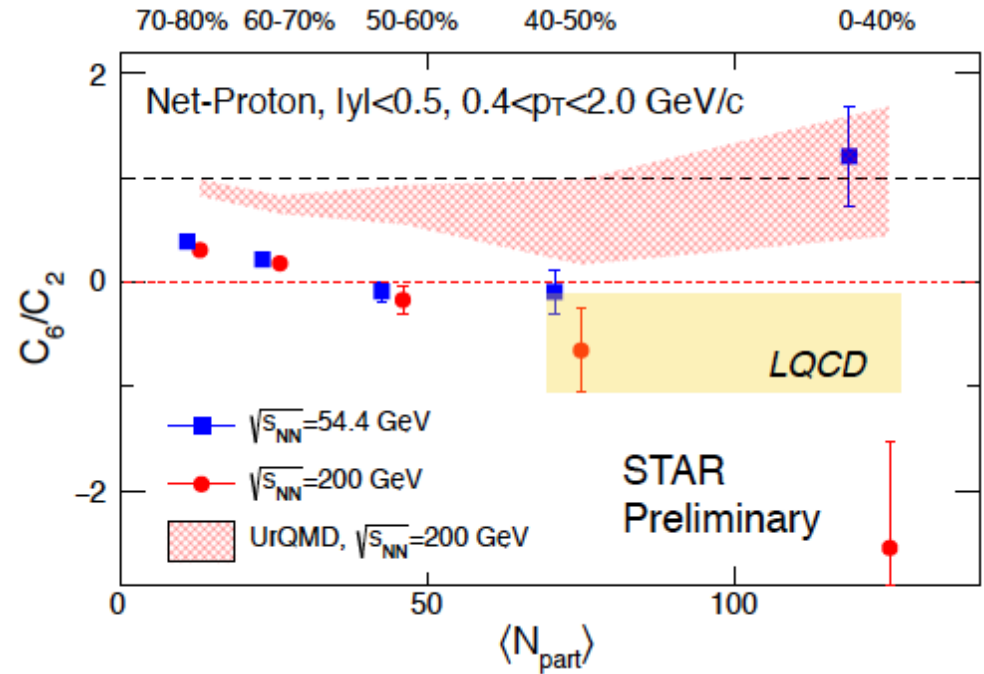 70-80% 60-70% 50-60% 40-50% 0-40%
Net-Proton, |y|<0.5, 0.4<pT<2.0 GeV/c
2
0
−2
C6/C2
LQCD
√sNN=54.4 GeV
√sNN=200 GeV
UrQMD, √sNN=200 GeV
STAR
Preliminary
0 50 100
⟨Npart⟩